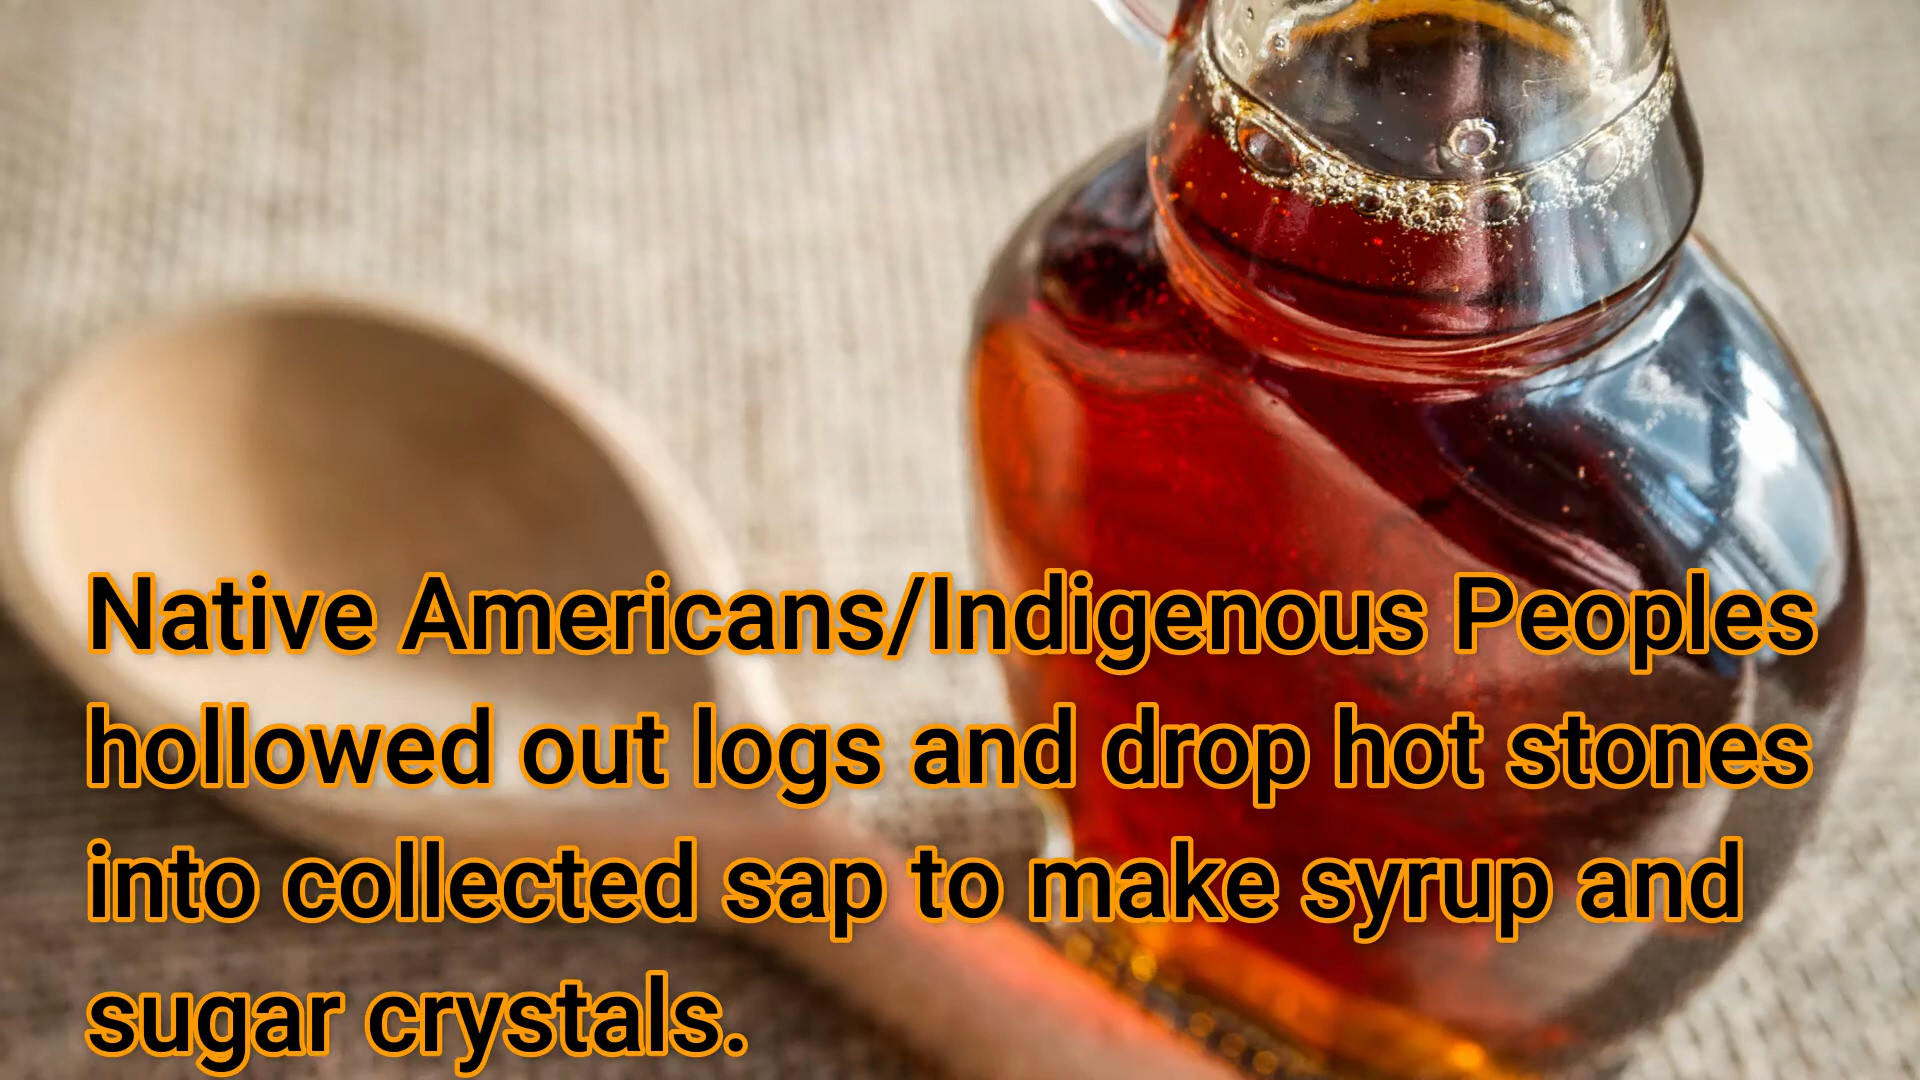 Native Americans/Indigenous Peoples
hollowed out logs and drop hot stones
into collected sap to make syrup and
sugar crystals.